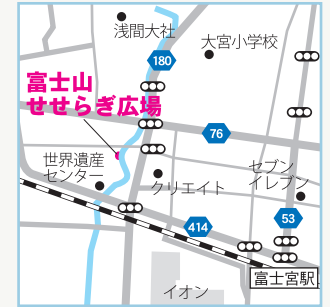 浅間大社
大宮小学校
180
富士山
せせらぎ広場
76
世界遺産
センター
クリエイト
セブン
イレブン
53
414
富士宮駅
イオン